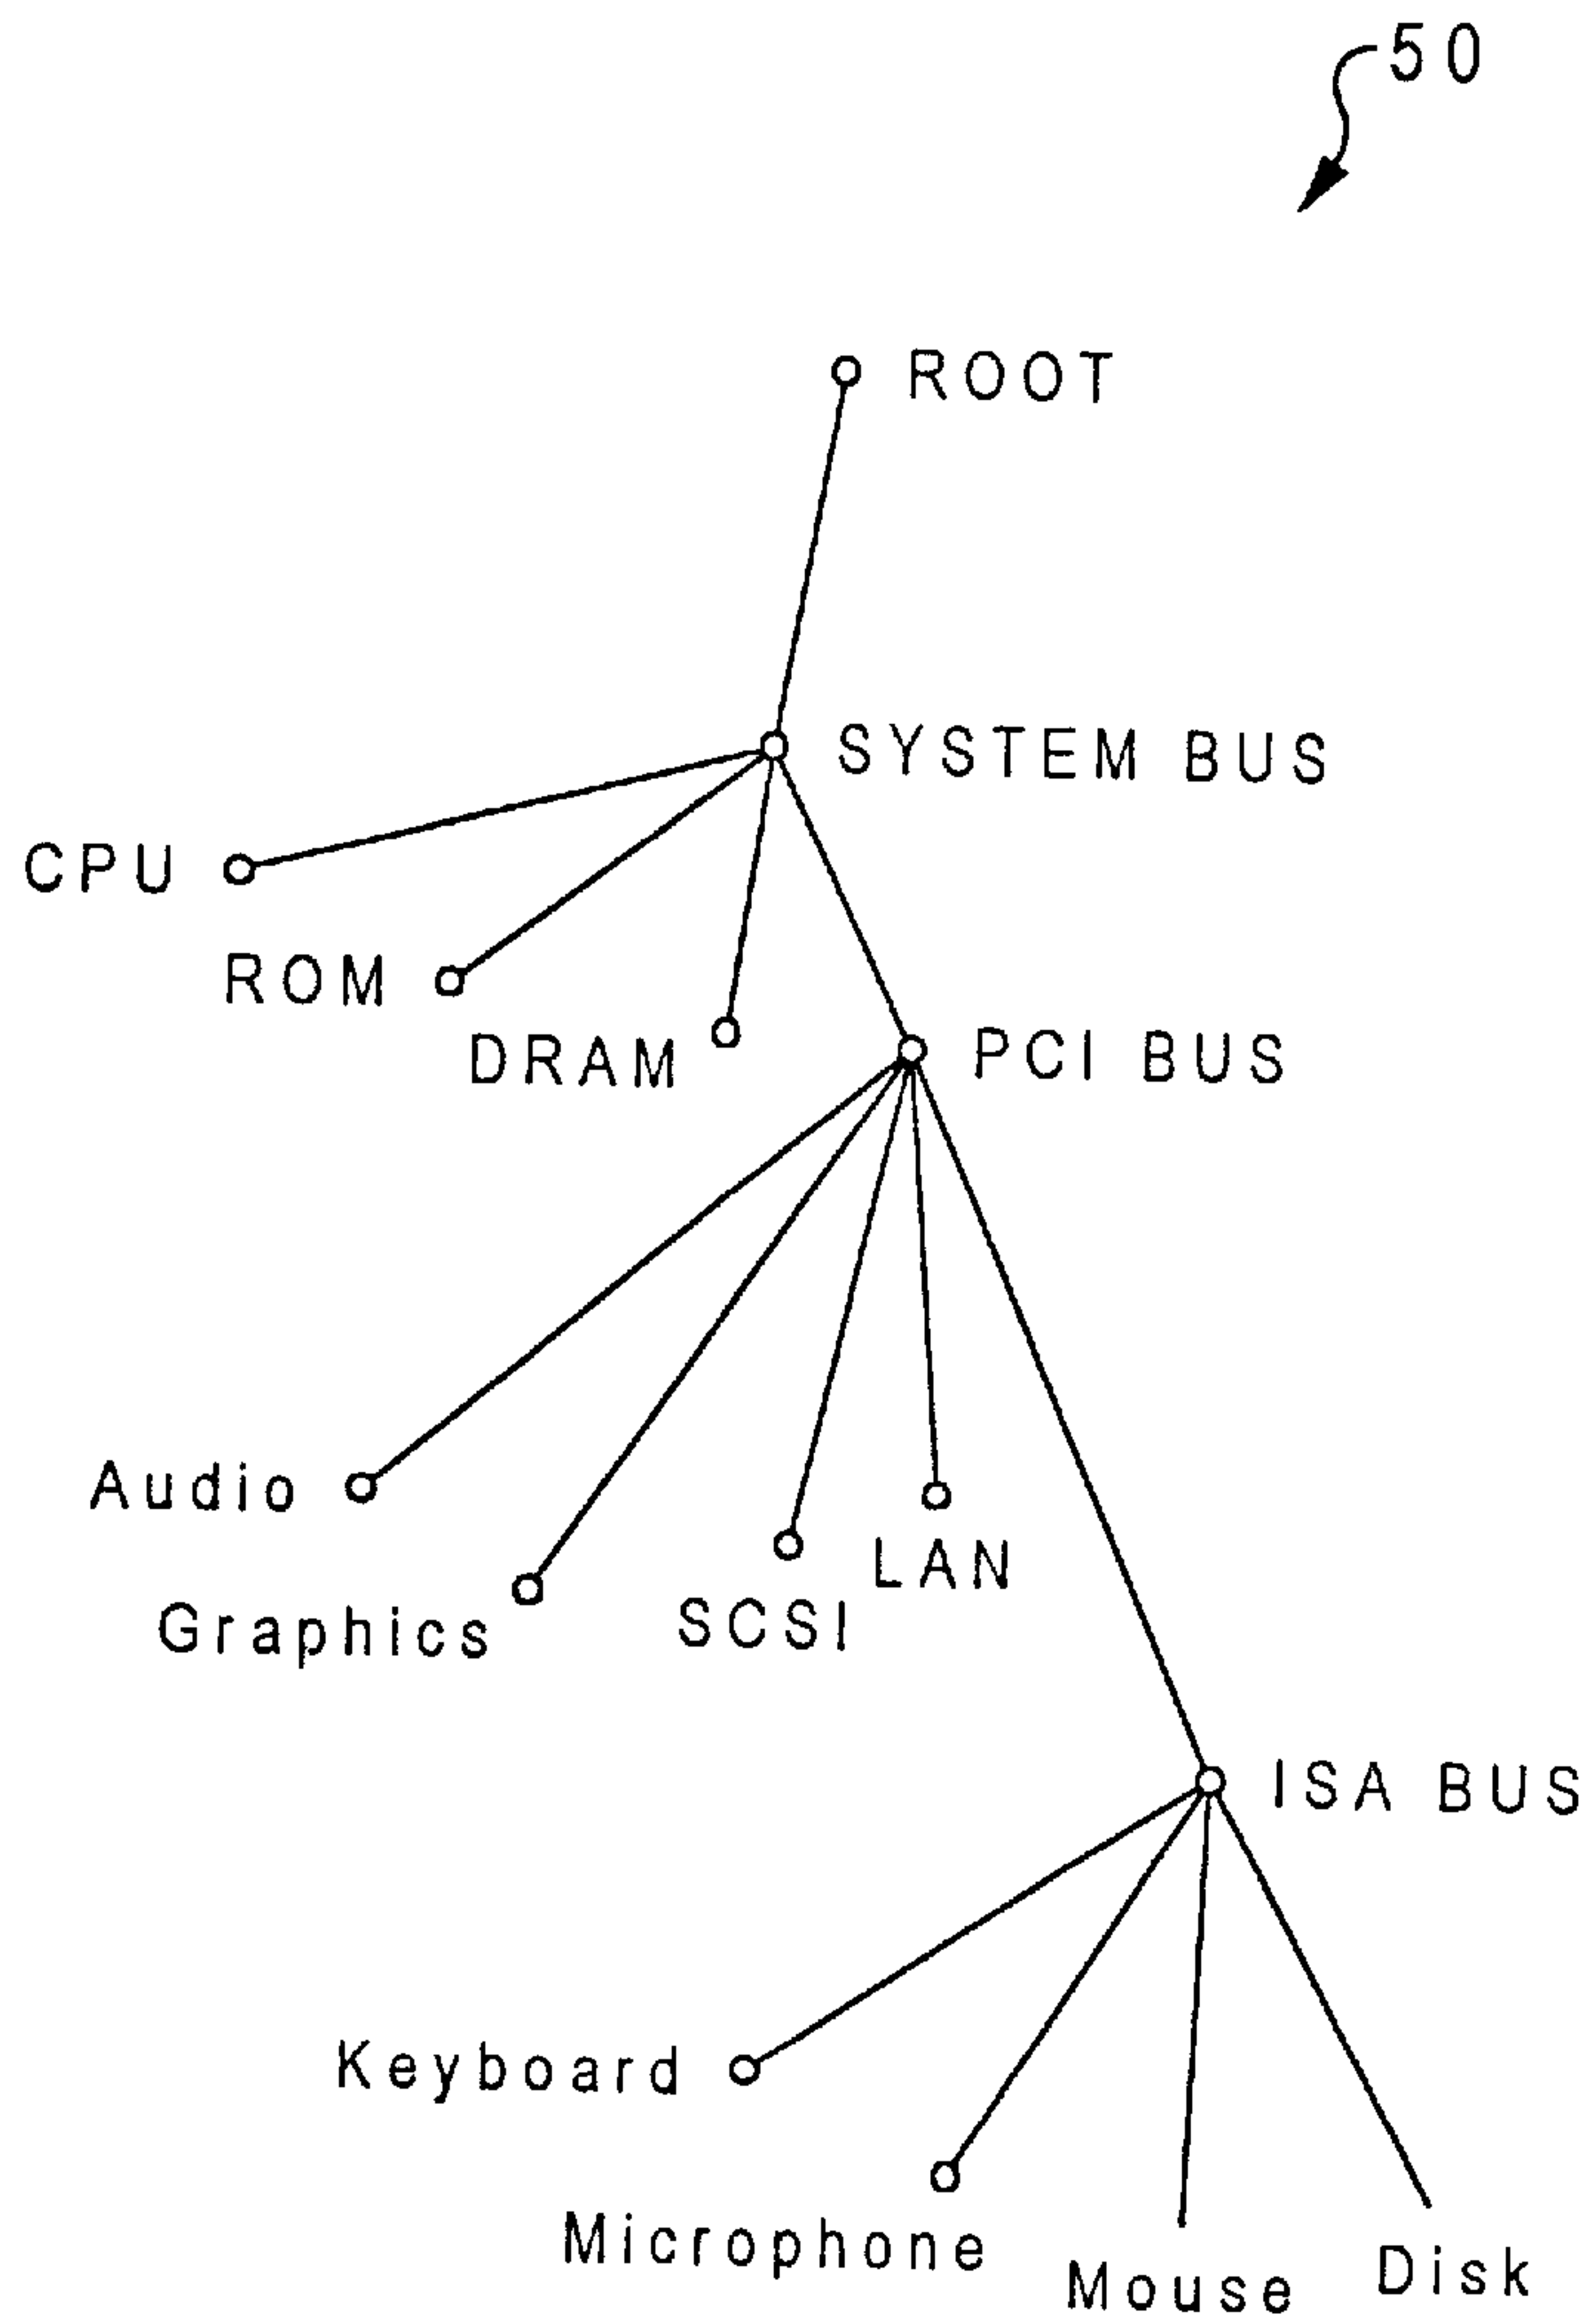 50
ROOT
SYSTEM BUS
CPU
ROM
DRAM
PCI BUS
Audio
Graphics
SCSI
LAN
ISA BUS
Keyboard
Microphone
Mouse
Disk